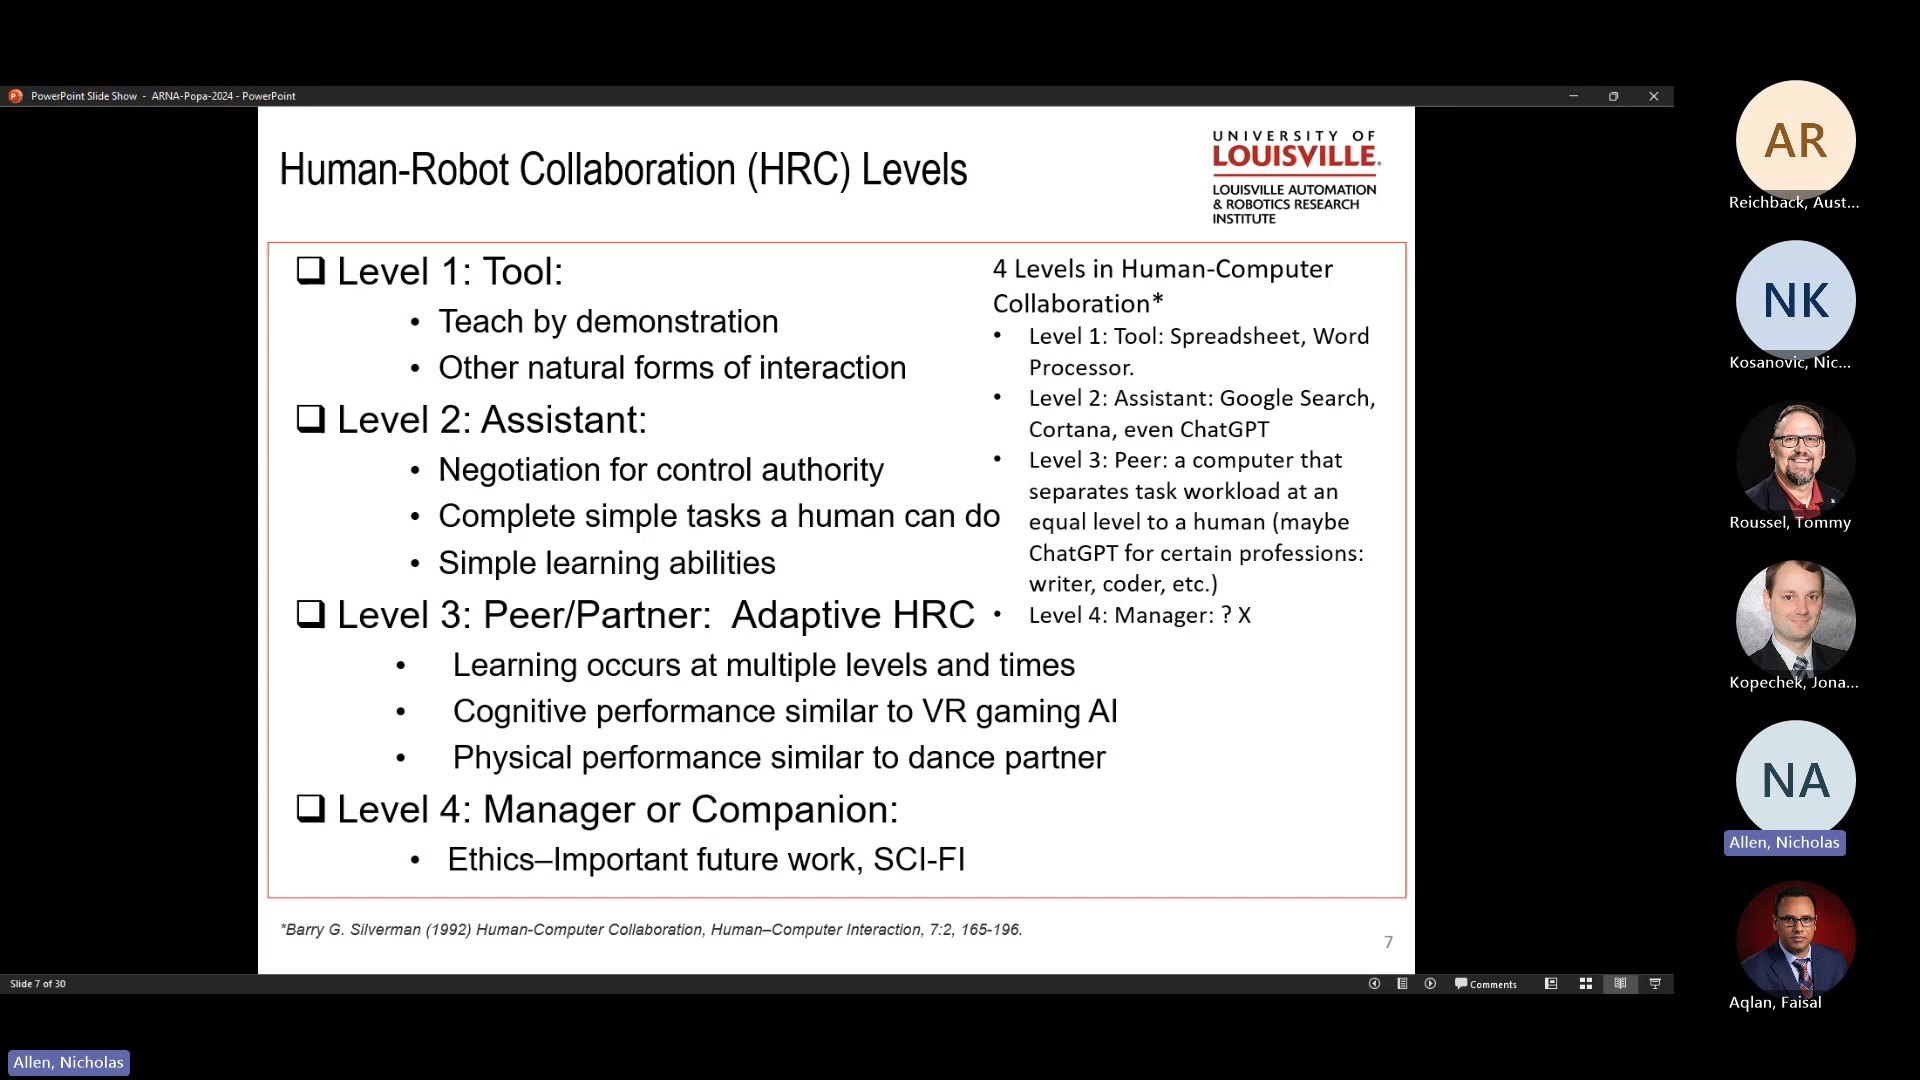 PowerPoint Slide Show - ARNA-Popa-2024 - PowerPoint
Human-Robot Collaboration (HRC) Levels
UNIVERSITY OF
LOUISVILLE.
LOUISVILLE AUTOMATION
& ROBOTICS RESEARCH
INSTITUTE
❑ Level 1: Tool:
• Teach by demonstration
• Other natural forms of interaction
❑ Level 2: Assistant:
• Negotiation for control authority
• Complete simple tasks a human can do
• Simple learning abilities
❑ Level 3: Peer/Partner: Adaptive HRC
• Learning occurs at multiple levels and times
• Cognitive performance similar to VR gaming AI
• Physical performance similar to dance partner
❑ Level 4: Manager or Companion:
• Ethics–Important future work, SCI-FI
4 Levels in Human-Computer
Collaboration*
• Level 1: Tool: Spreadsheet, Word
Processor.
• Level 2: Assistant: Google Search,
Cortana, even ChatGPT
• Level 3: Peer: a computer that
separates task workload at an
equal level to a human (maybe
ChatGPT for certain professions:
writer, coder, etc.)
• Level 4: Manager: ? X
*Barry G. Silverman (1992) Human-Computer Collaboration, Human–Computer Interaction, 7:2, 165-196.
7
Slide 7 of 30
Comments
AR
Reichback, Aust...
NK
Kosanovic, Nic...
Roussel, Tommy
Kopechek, Jona...
NA
Allen, Nicholas
Aqlan, Faisal
Allen, Nicholas